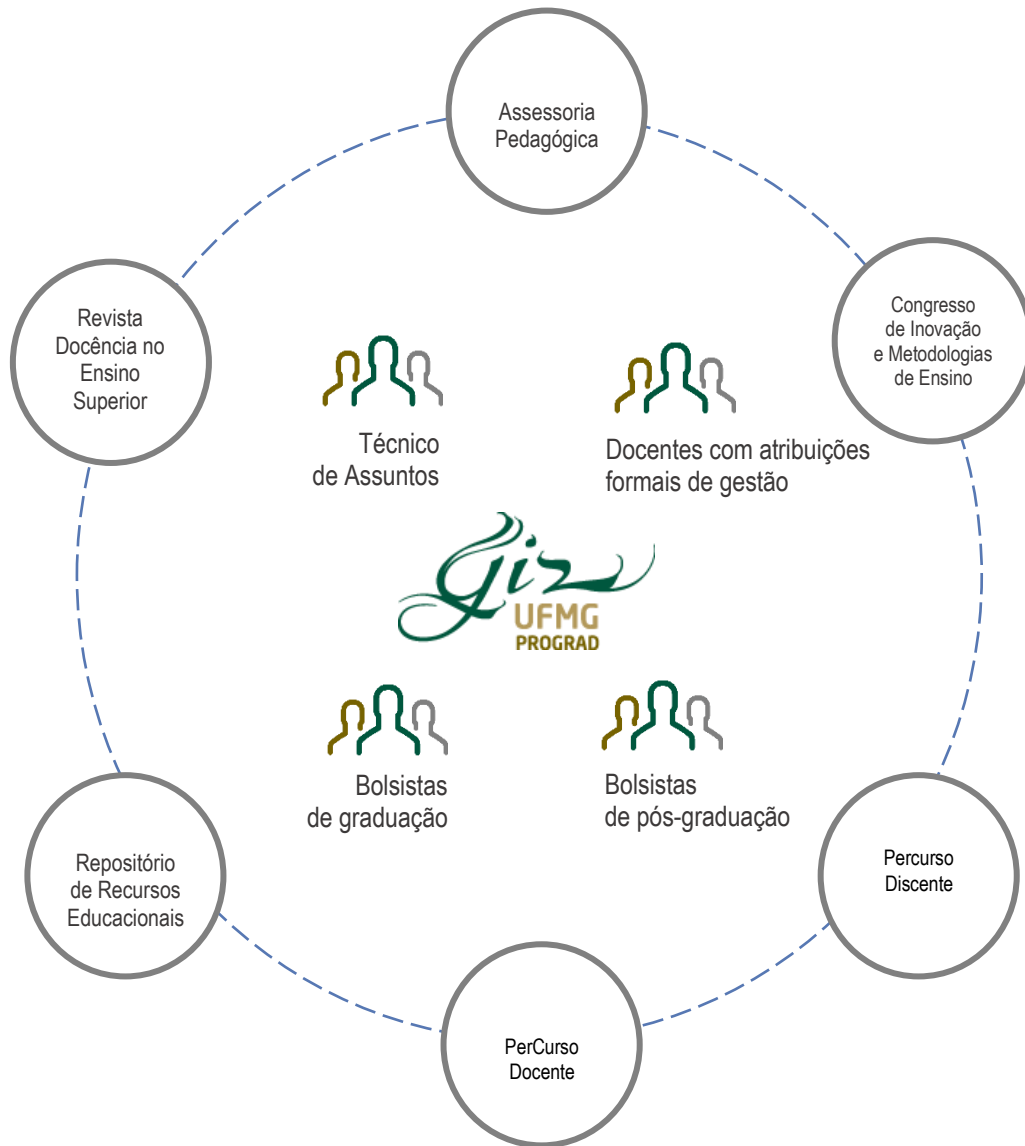 Assessoria
Pedagógica
Revista
Docência no
Ensino
Superior
Congresso
de Inovação
e Metodologias
de Ensino
Técnico
de Assuntos
Docentes com atribuições
formais de gestão
giz
UFMG
PROGRAD
Bolsistas
de graduação
Bolsistas
de pós-graduação
Repositório
de Recursos
Educacionais
Percurso
Discente
PerCurso
Docente